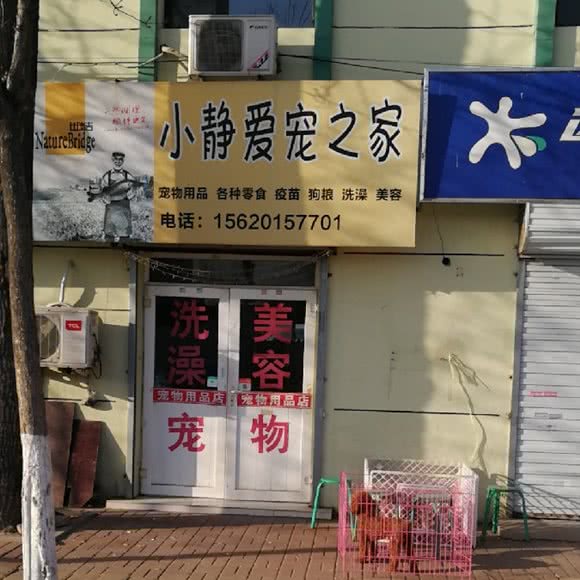 NatureBridge
小静爱宠之家
宠物用品 各种零食 疫苗 狗粮 洗澡 美容
电话：15620157701
洗澡
美容
宠物用品店
宠物用品店
宠物
TCL